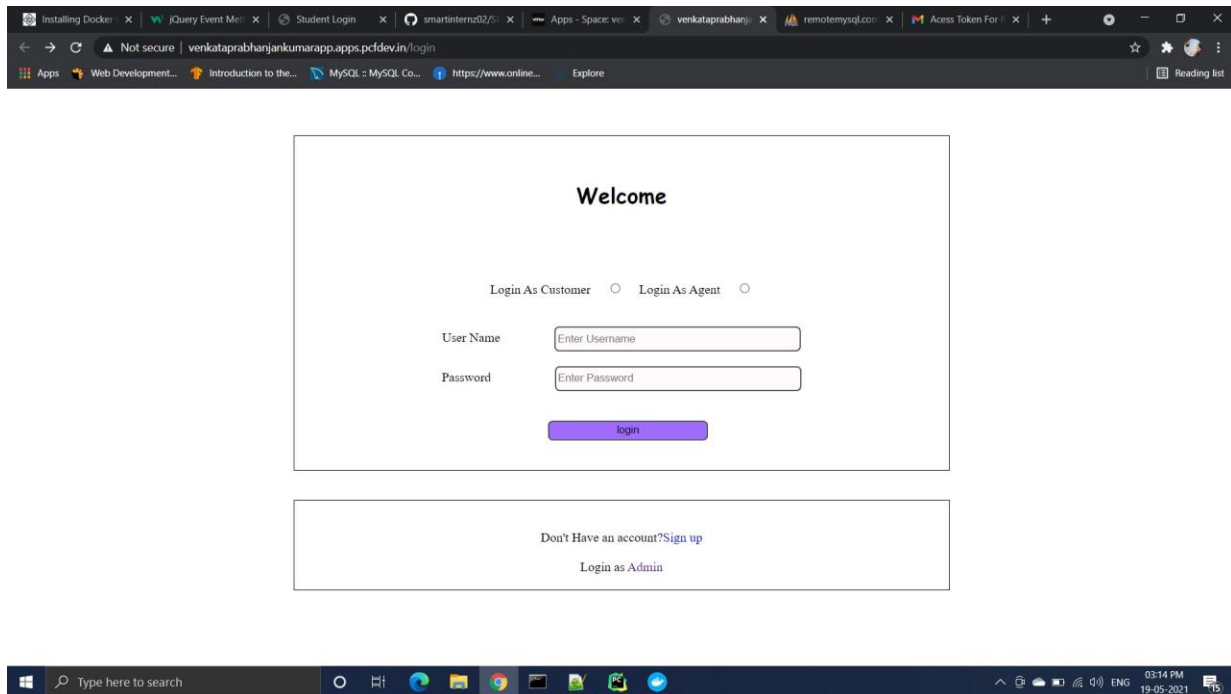 Installing Docker
jQuery Event Met
Student Login
smartinternz02/SI
Apps - Space: ven
venkataprabhanja
remotemysql.com
Acess Token For
Not secure | venkataprabhanjankumarapp.apps.pcfdev.in/login
Apps
Web Development...
Introduction to the...
MySQL :: MySQL Co...
https://www.online...
Explore
Reading list
Welcome
Login As Customer Login As Agent
User Name Enter Username
Password Enter Password
login
Don't Have an account?Sign up
Login as Admin
Type here to search
ENG
03:14 PM
19-05-2021